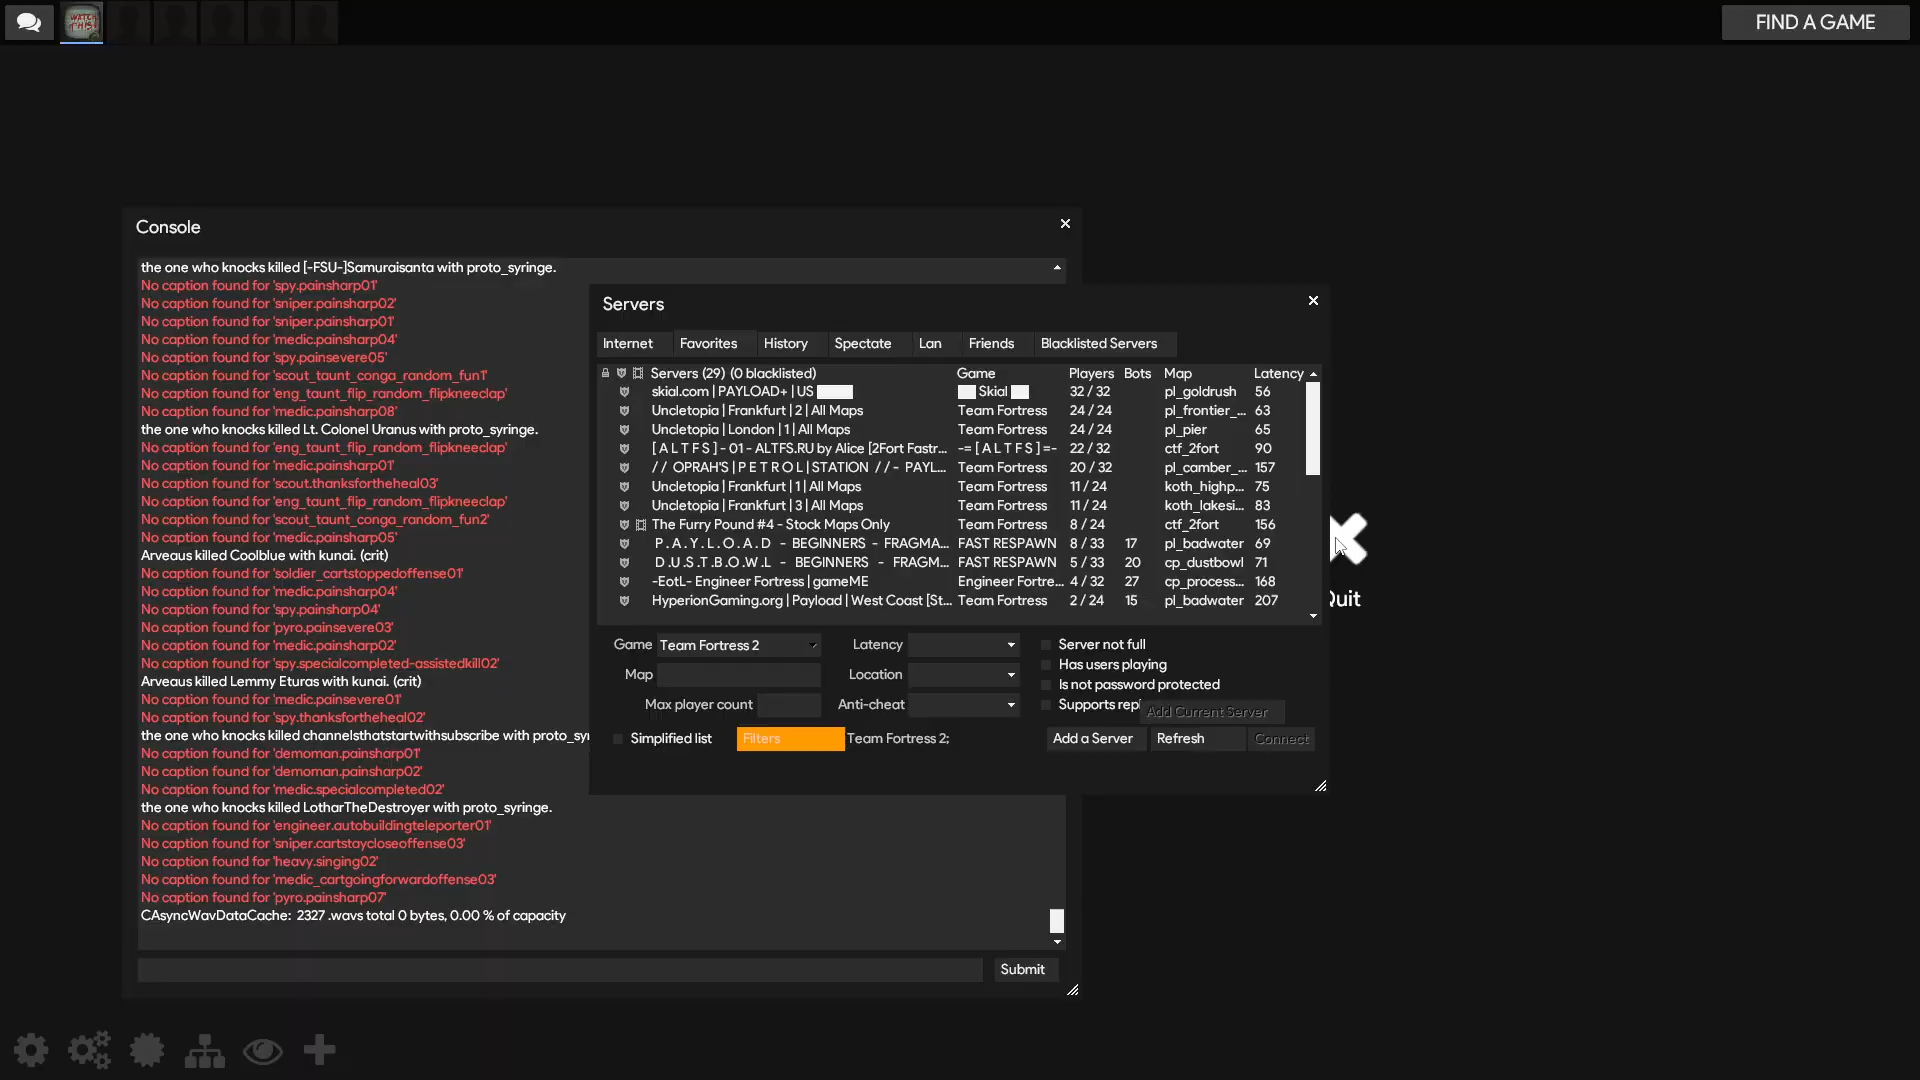 WATCH THIS!
FIND A GAME
Console
the one who knocks killed [-FSU-]Samuraisanta with proto_syringe.
No caption found for 'spy.painsharp01'
No caption found for 'sniper.painsharp02'
No caption found for 'sniper.painsharp01'
No caption found for 'medic.painsharp04'
No caption found for 'spy.painsevere05'
No caption found for 'scout_taunt_conga_random_fun1'
No caption found for 'eng_taunt_flip_random_flipkneeclap'
No caption found for 'medic.painsharp08'
the one who knocks killed Lt. Colonel Uranus with proto_syringe.
No caption found for 'eng_taunt_flip_random_flipkneeclap'
No caption found for 'medic.painsharp01'
No caption found for 'scout.thanksfortheheal03'
No caption found for 'eng_taunt_flip_random_flipkneeclap'
No caption found for 'scout_taunt_conga_random_fun2'
No caption found for 'medic.painsharp05'
Arveaus killed Coolblue with kunai. (crit)
No caption found for 'soldier_cartstoppedoffense01'
No caption found for 'medic.painsharp04'
No caption found for 'spy.painsharp04'
No caption found for 'pyro.painsevere03'
No caption found for 'medic.painsharp02'
No caption found for 'spy.specialcompleted-assistedkill02'
Arveaus killed Lemmy Eturas with kunai. (crit)
No caption found for 'medic.painsevere01'
No caption found for 'spy.thanksfortheheal02'
the one who knocks killed channelsthatstartwithsubscribe with proto_syr
No caption found for 'demoman.painsharp01'
No caption found for 'demoman.painsharp02'
No caption found for 'medic.specialcompleted02'
the one who knocks killed LotharTheDestroyer with proto_syringe.
No caption found for 'engineer.autobuildingteleporter01'
No caption found for 'sniper.cartstaycloseoffense03'
No caption found for 'heavy.singing02'
No caption found for 'medic_cartgoingforwardoffense03'
No caption found for 'pyro.painsharp07'
CAsyncWavDataCache: 2327 .wavs total 0 bytes, 0.00 % of capacity
Submit
Servers
Internet Favorites History Spectate Lan Friends Blacklisted Servers
Servers (29) (0 blacklisted) Game Players Bots Map Latency
skial.com | PAYLOAD+ | US Skial 32 / 32 pl_goldrush 56
Uncletopia | Frankfurt | 2 | All Maps Team Fortress 24 / 24 pl_frontier_... 63
Uncletopia | London | 1 | All Maps Team Fortress 24 / 24 pl_pier 65
[ A L T F S ] - 01 - ALTFS.RU by Alice [2Fort Fastr... -= [ A L T F S ] =- 22 / 32 ctf_2fort 90
// OPRAH'S | P E T R O L | STATION // - PAYL... Team Fortress 20 / 32 pl_camber_... 157
Uncletopia | Frankfurt | 1 | All Maps Team Fortress 11 / 24 koth_highp... 75
Uncletopia | Frankfurt | 3 | All Maps Team Fortress 11 / 24 koth_lakesi... 83
The Furry Pound #4 - Stock Maps Only Team Fortress 8 / 24 ctf_2fort 156
P . A . Y . L . O . A . D - BEGINNERS - FRAGMA... FAST RESPAWN 8 / 33 17 pl_badwater 69
D . U . S . T . B . O . W . L - BEGINNERS - FRAGM... FAST RESPAWN 5 / 33 20 cp_dustbowl 71
-EotL- Engineer Fortress | gameME Engineer Fortre... 4 / 32 27 cp_process... 168
HyperionGaming.org | Payload | West Coast [St... Team Fortress 2 / 24 15 pl_badwater 207
Game Team Fortress 2 Latency Server not full
Has users playing
Map Location Is not password protected
Max player count Anti-cheat Supports repl
Add Current Server
Simplified list Filters Team Fortress 2; Add a Server Refresh Connect
Quit